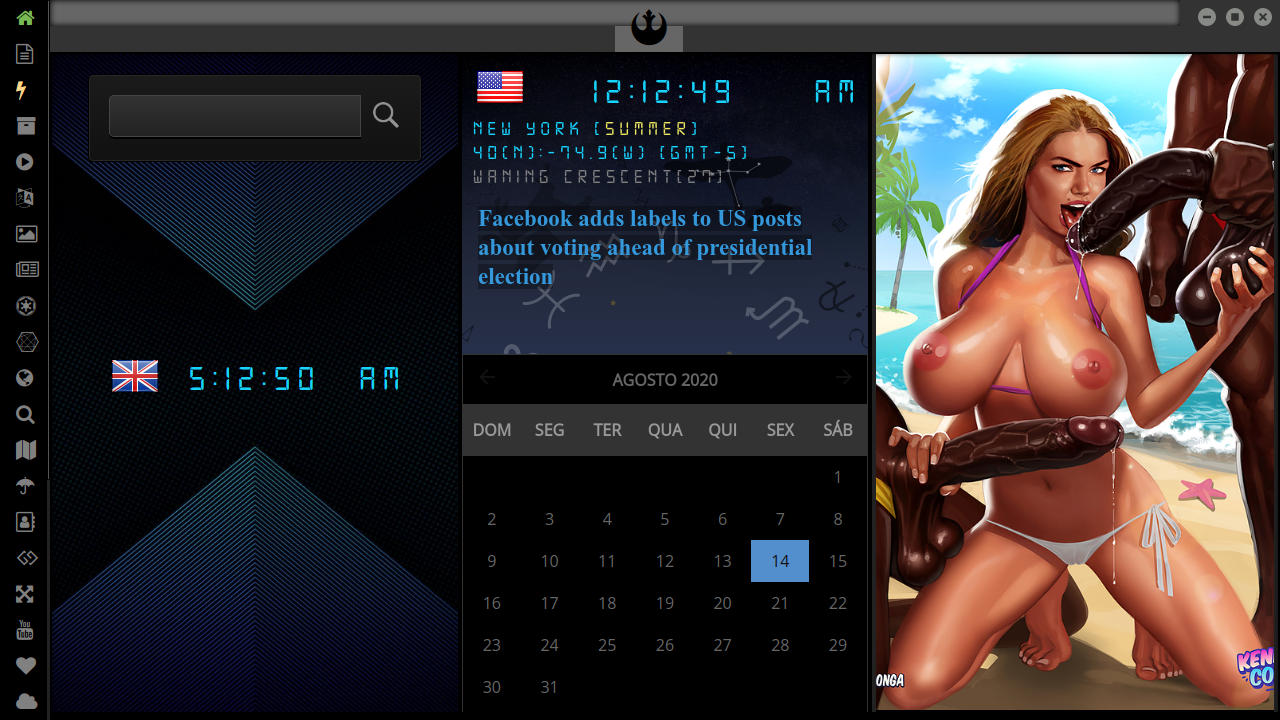 12:12:49 AM
NEW YORK (SUMMER)
40(N):-74.9(W) (GMT-5)
WANING CRESCENT(27)
Facebook adds labels to US posts
about voting ahead of presidential
election
5:12:50 AM
AGOSTO 2020
DOM SEG TER QUA QUI SEX SÁB
1
2 3 4 5 6 7 8
9 10 11 12 13 14 15
16 17 18 19 20 21 22
23 24 25 26 27 28 29
30 31
You
Tube
ONGA
KEN
CO